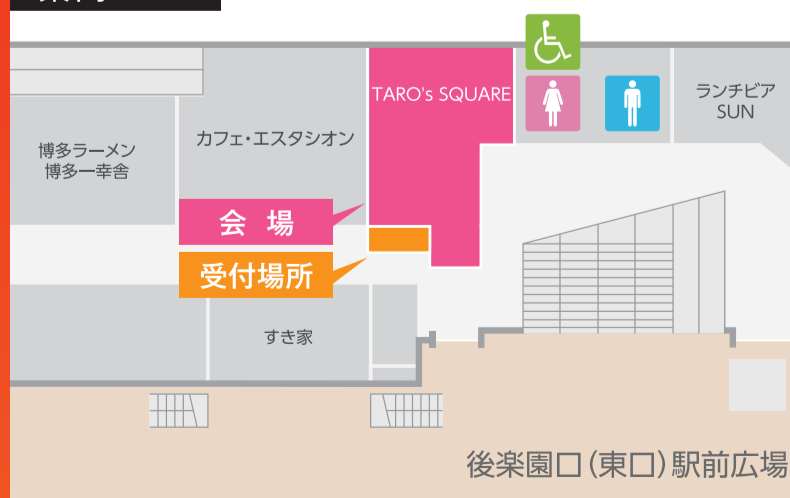 TARO's SQUARE
ランチピア
SUN
カフェ・エスタシオン
博多ラーメン
博多一幸舎
会 場
受付場所
すき家
後楽園口(東口)駅前広場